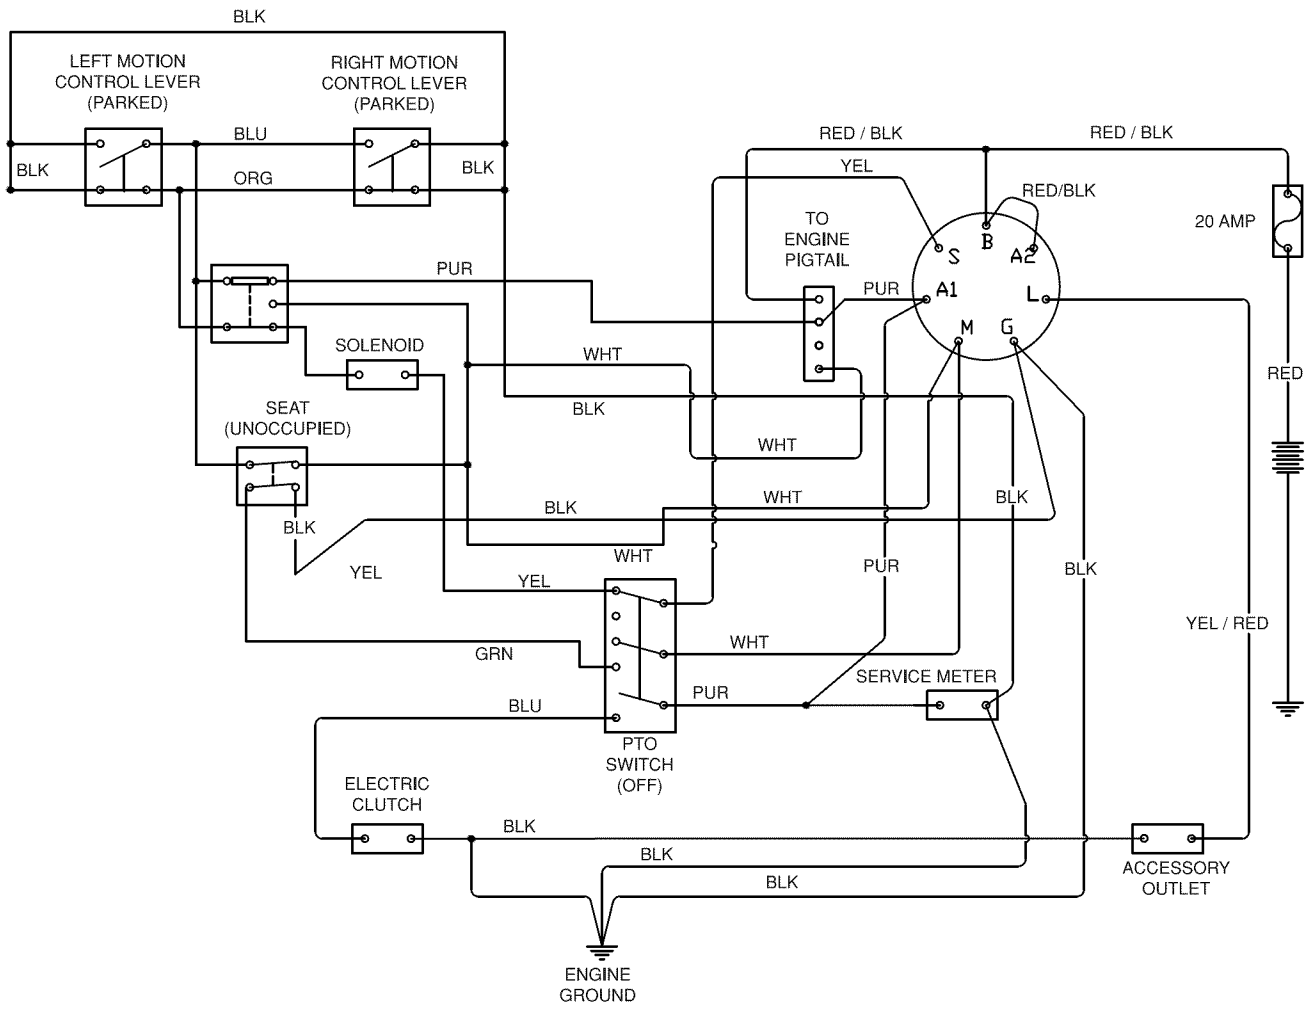 BLK
LEFT MOTION
CONTROL LEVER
(PARKED)
RIGHT MOTION
CONTROL LEVER
(PARKED)
BLU
BLK
ORG
BLK
RED / BLK
RED / BLK
YEL
RED/BLK
TO
ENGINE
PIGTAIL
20 AMP
B
S
A2
PUR
PUR
A1
L
M
G
SOLENOID
WHT
RED
SEAT
(UNOCCUPIED)
BLK
WHT
WHT
BLK
BLK
BLK
WHT
YEL
YEL
PUR
BLK
YEL / RED
WHT
GRN
SERVICE METER
PUR
BLU
PTO
SWITCH
(OFF)
ELECTRIC
CLUTCH
BLK
BLK
BLK
ACCESSORY
OUTLET
ENGINE
GROUND